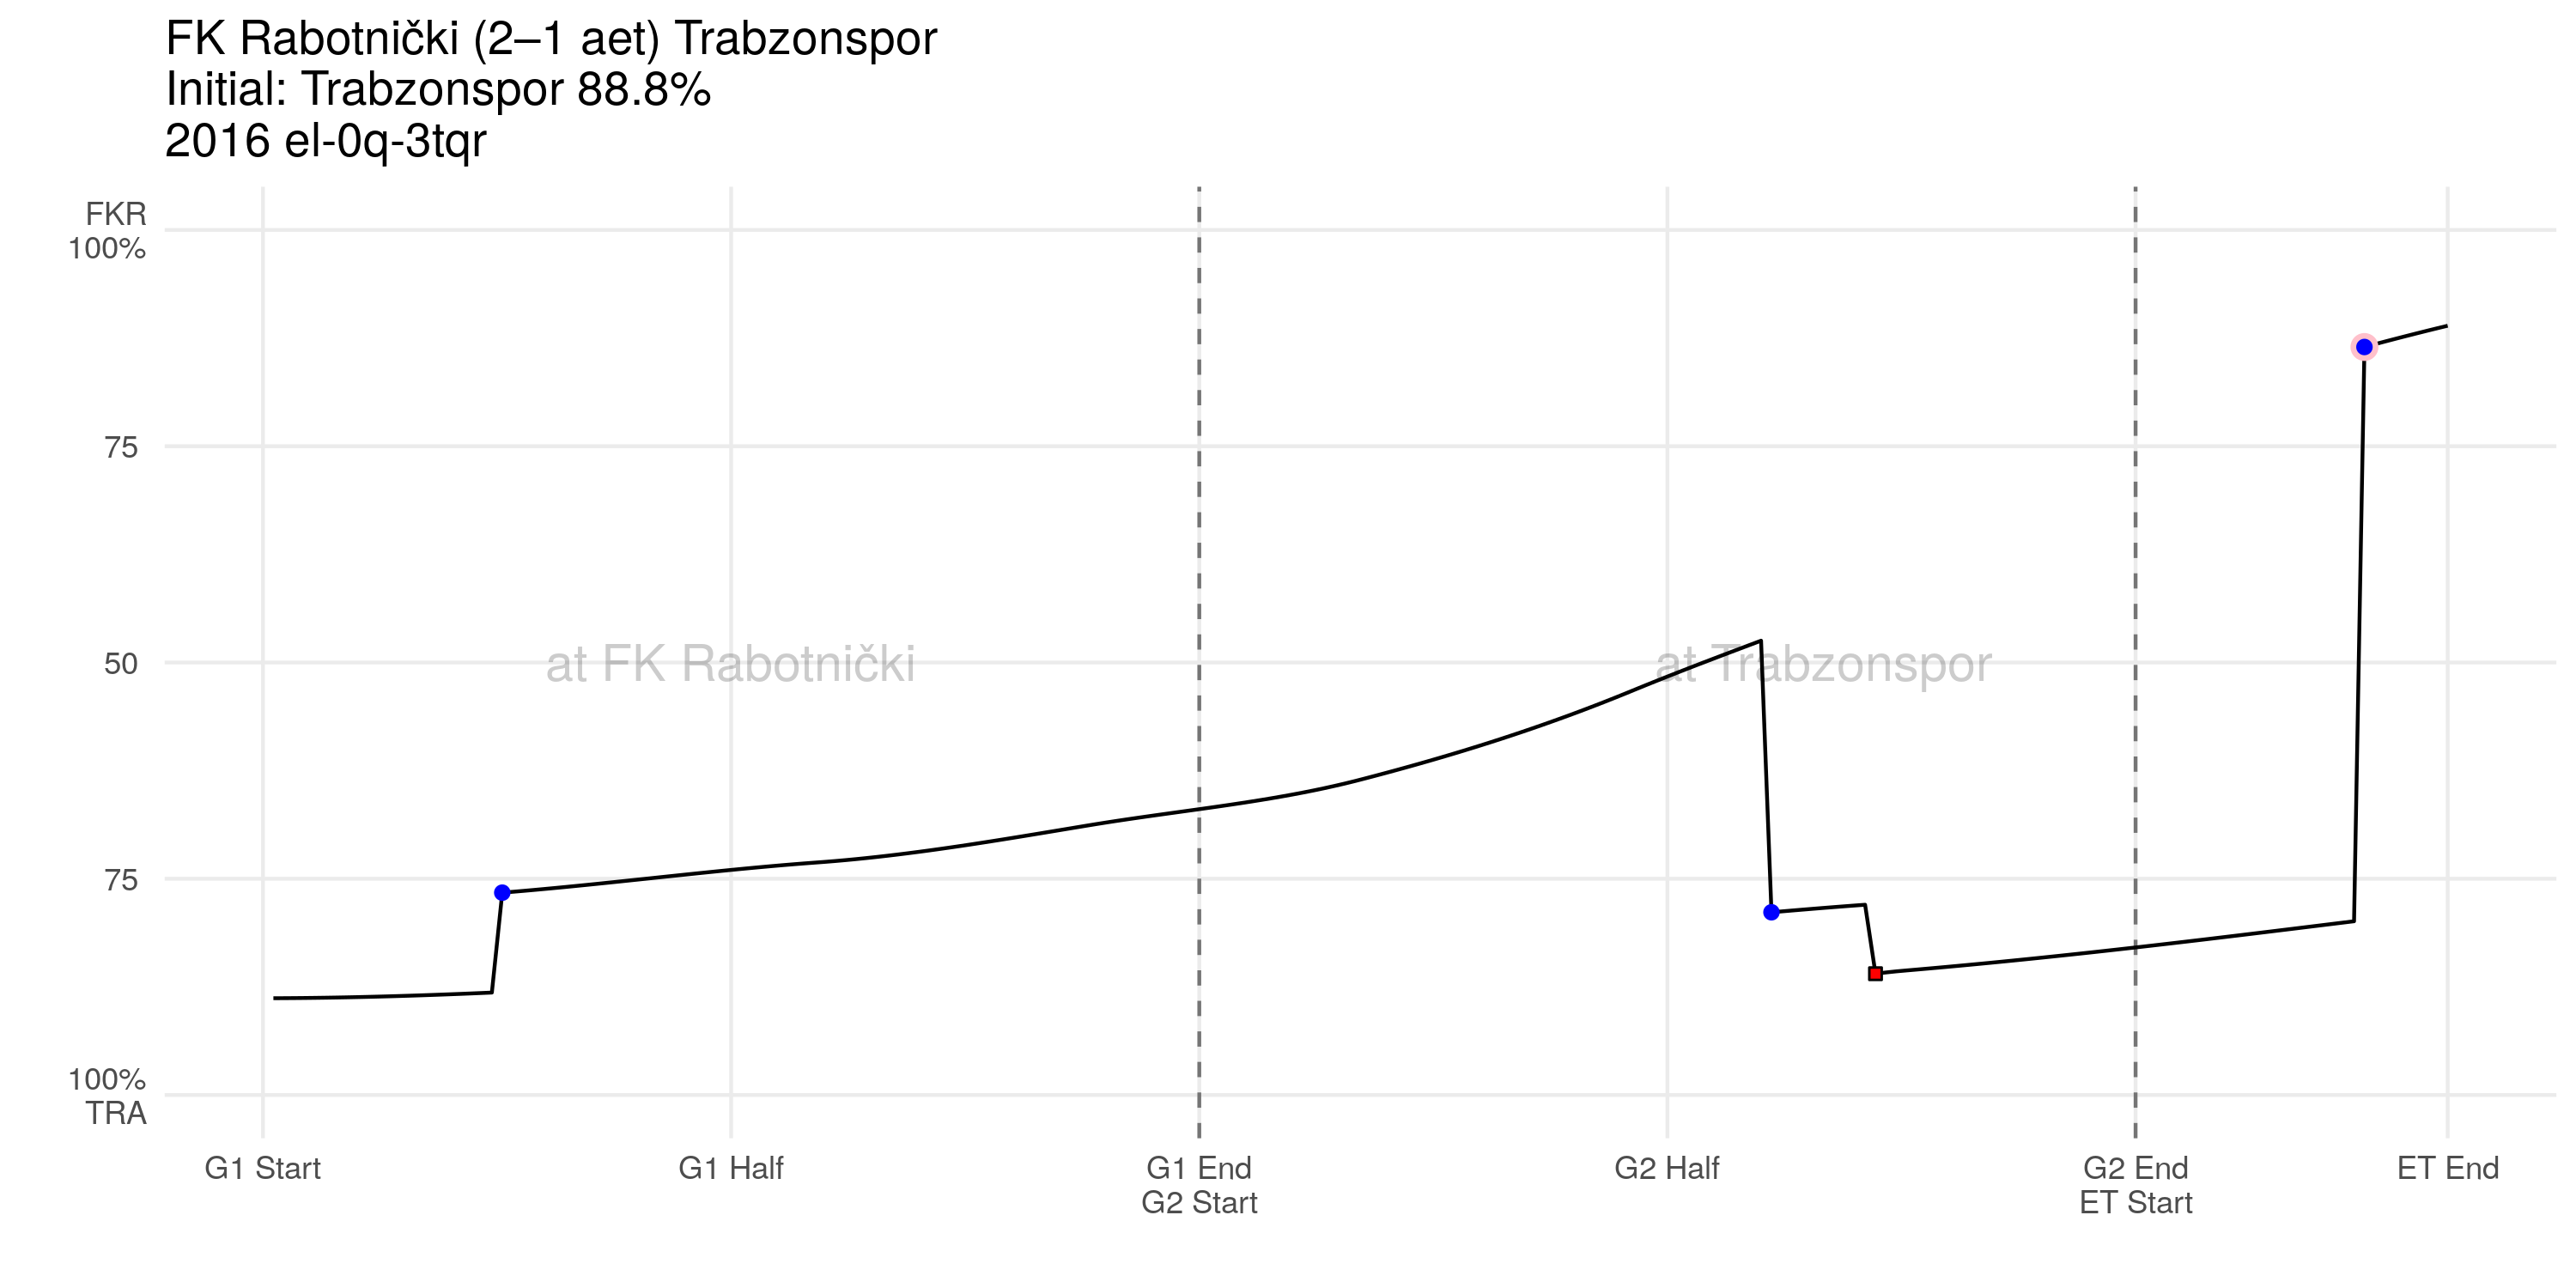 FK Rabotnički (2–1 aet) Trabzonspor
Initial: Trabzonspor 88.8%
2016 el-0q-3tqr
FKR
100%
75
50
75
100%
TRA
at FK Rabotnički
at Trabzonspor
G1 Start
G1 Half
G1 End
G2 Start
G2 Half
G2 End
ET Start
ET End